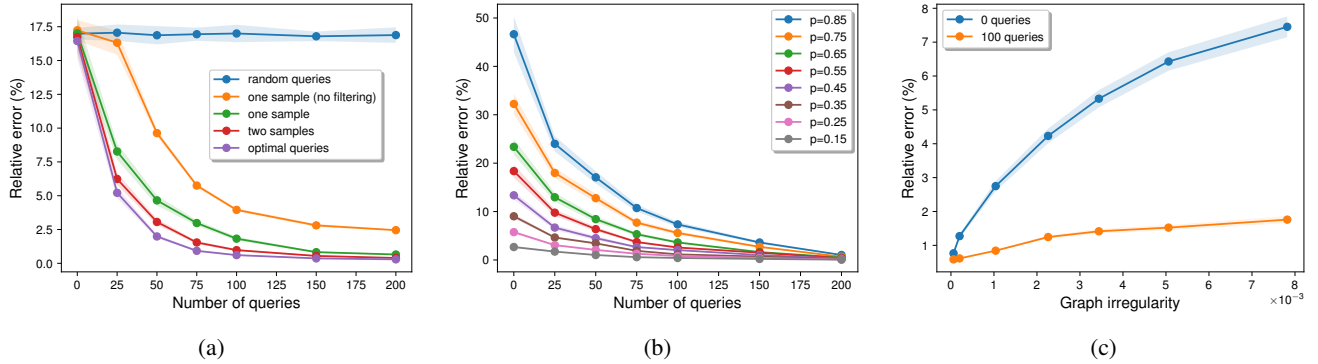 17.5
15.0
12.5
10.0
7.5
5.0
2.5
0.0
Relative error (%)
random queries
one sample (no filtering)
one sample
two samples
optimal queries
0 25 50 75 100 125 150 175 200
Number of queries
(a)
50
40
30
20
10
0
Relative error (%)
p=0.85
p=0.75
p=0.65
p=0.55
p=0.45
p=0.35
p=0.25
p=0.15
0 25 50 75 100 125 150 175 200
Number of queries
(b)
8
7
6
5
4
3
2
1
Relative error (%)
0 queries
100 queries
0 1 2 3 4 5 6 7 8
Graph irregularity
×10⁻³
(c)